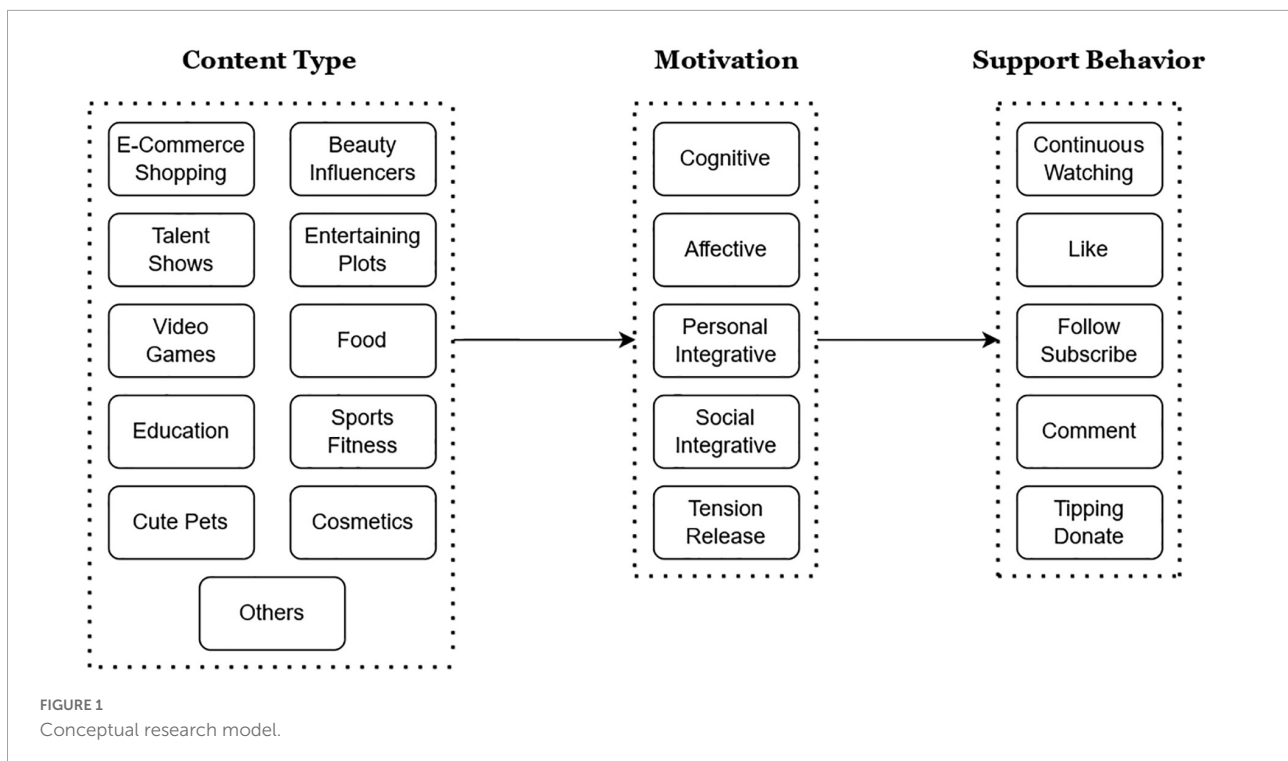 Content Type
Motivation
Support Behavior
E-Commerce
Shopping
Beauty
Influencers
Talent
Shows
Entertaining
Plots
Video
Games
Food
Education
Sports
Fitness
Cute Pets
Cosmetics
Others
Cognitive
Affective
Personal
Integrative
Social
Integrative
Tension
Release
Continuous
Watching
Like
Follow
Subscribe
Comment
Tipping
Donate
FIGURE 1
Conceptual research model.